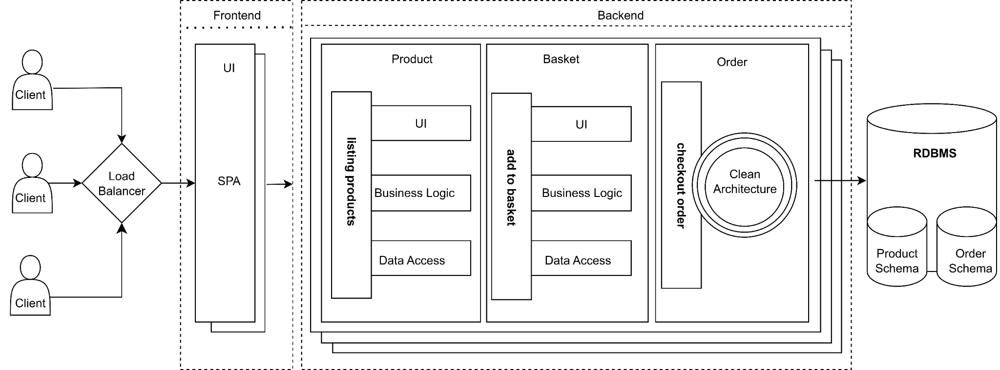 Frontend
Backend
Client
Client
Client
Load
Balancer
UI
SPA
Product
listing products
UI
Business Logic
Data Access
Basket
add to basket
UI
Business Logic
Data Access
Order
checkout order
Clean
Architecture
RDBMS
Product
Schema
Order
Schema